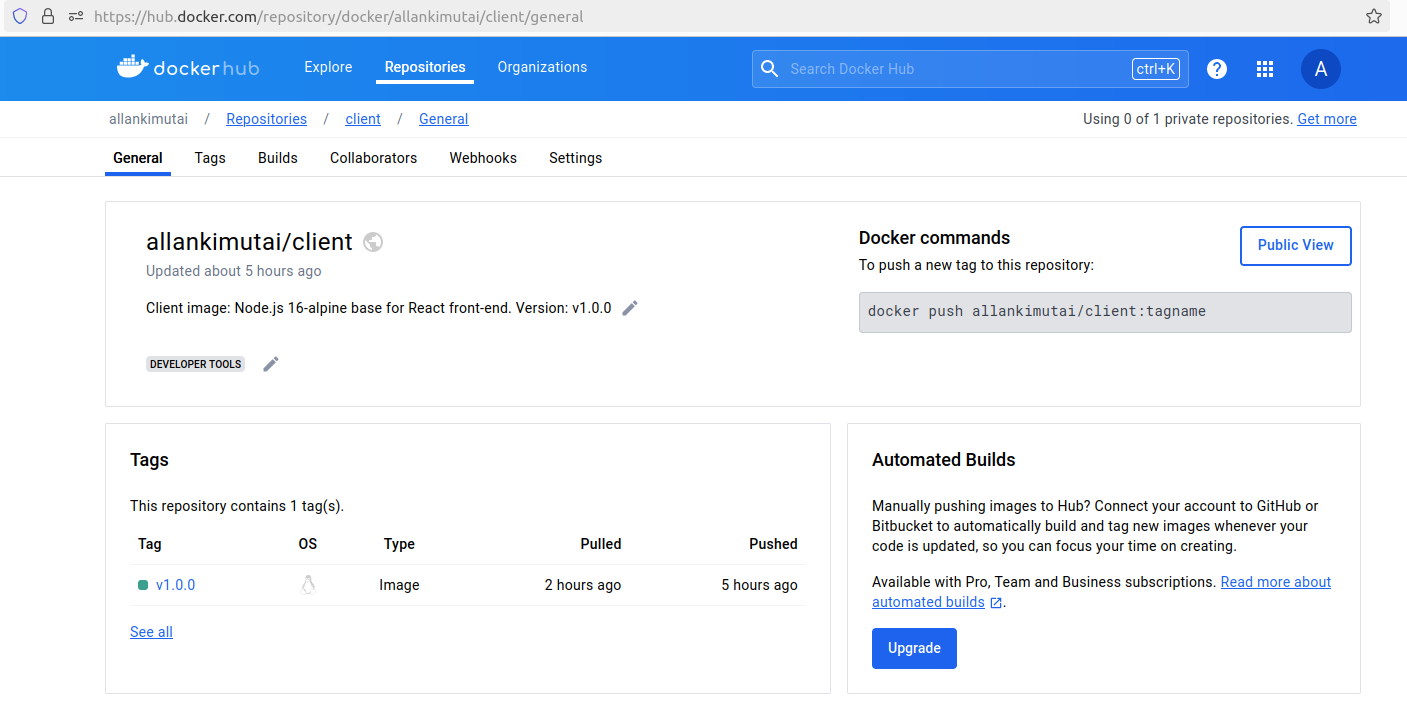 https://hub.docker.com/repository/docker/allankimutai/client/general
docker hub
Explore
Repositories
Organizations
Search Docker Hub
ctrl+K
?
A
allankimutai / Repositories / client / General
Using 0 of 1 private repositories. Get more
General
Tags
Builds
Collaborators
Webhooks
Settings
allankimutai/client
Updated about 5 hours ago
Client image: Node.js 16-alpine base for React front-end. Version: v1.0.0
DEVELOPER TOOLS
Docker commands
Public View
To push a new tag to this repository:
docker push allankimutai/client:tagname
Tags
This repository contains 1 tag(s).
Tag OS Type Pulled Pushed
v1.0.0 Image 2 hours ago 5 hours ago
See all
Automated Builds
Manually pushing images to Hub? Connect your account to GitHub or
Bitbucket to automatically build and tag new images whenever your
code is updated, so you can focus your time on creating.
Available with Pro, Team and Business subscriptions. Read more about
automated builds .
Upgrade